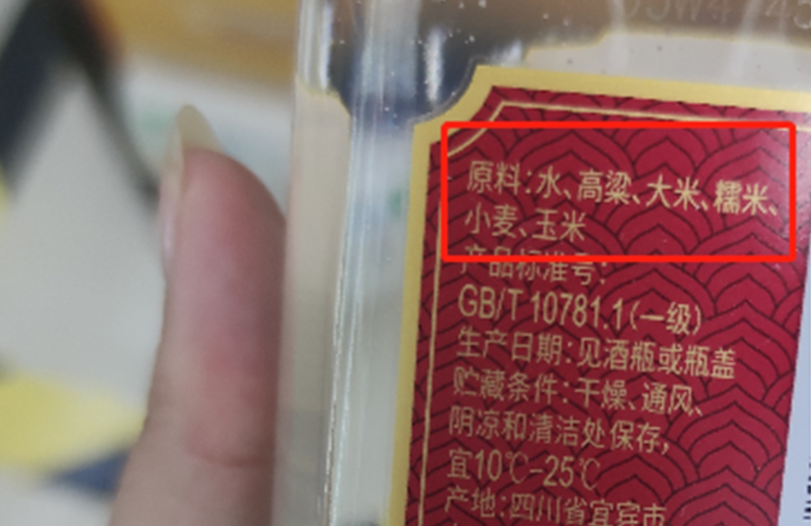 原料:水、高粱、大米、糯米、
小麦、玉米
产品标准号:
GB/T 10781.1(一级)
生产日期:见酒瓶或瓶盖
贮藏条件:干燥、通风、
阴凉和清洁处保存,
宜10℃-25℃
产地:四川省宜宾市